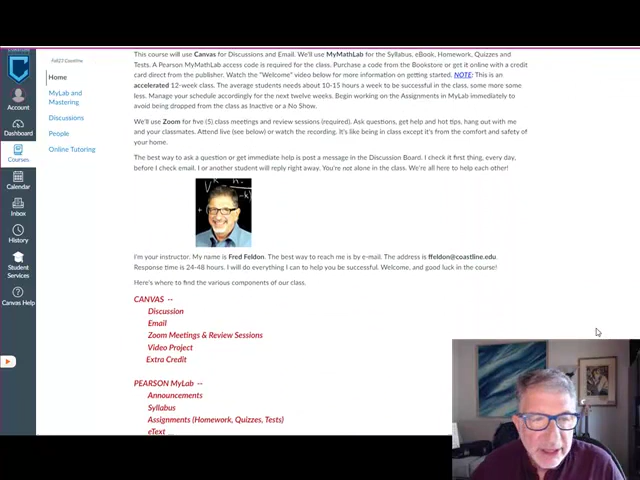 This course will use Canvas for Discussions and Email. We'll use MyMathLab for the Syllabus, eBook, Homework, Quizzes and
Tests. A Pearson MyMathLab access code is required for the class. Purchase a code from the Bookstore or get it online with a credit
card direct from the publisher. Watch the "Welcome" video below for more information on getting started. NOTE: This is an
accelerated 12-week class. The average students needs about 10-15 hours a week to be successful in the class, some more some
less. Manage your schedule accordingly for the next twelve weeks. Begin working on the Assignments in MyLab immediately to
avoid being dropped from the class as Inactive or a No Show.
We'll use Zoom for five (5) class meetings and review sessions (required). Ask questions, get help and hot tips, hang out with me
and your classmates. Attend live (see below) or watch the recording. It's like being in class except it's from the comfort and safety of
your home.
The best way to ask a question or get immediate help is post a message in the Discussion Board. I check it first thing, every day,
before I check email. I or another student will reply right away. You're not alone in the class. We're all here to help each other!
I'm your instructor. My name is Fred Feldon. The best way to reach me is by e-mail. The address is ffeldon@coastline.edu.
Response time is 24-48 hours. I will do everything I can to help you be successful. Welcome, and good luck in the course!
Here's where to find the various components of our class.
CANVAS --
Discussion
Email
Zoom Meetings & Review Sessions
Video Project
Extra Credit
PEARSON MyLab --
Announcements
Syllabus
Assignments (Homework, Quizzes, Tests)
eText
Home
MyLab and
Mastering
Discussions
People
Online Tutoring
Account
Dashboard
Courses
Calendar
Inbox
History
Student
Services
Canvas Help